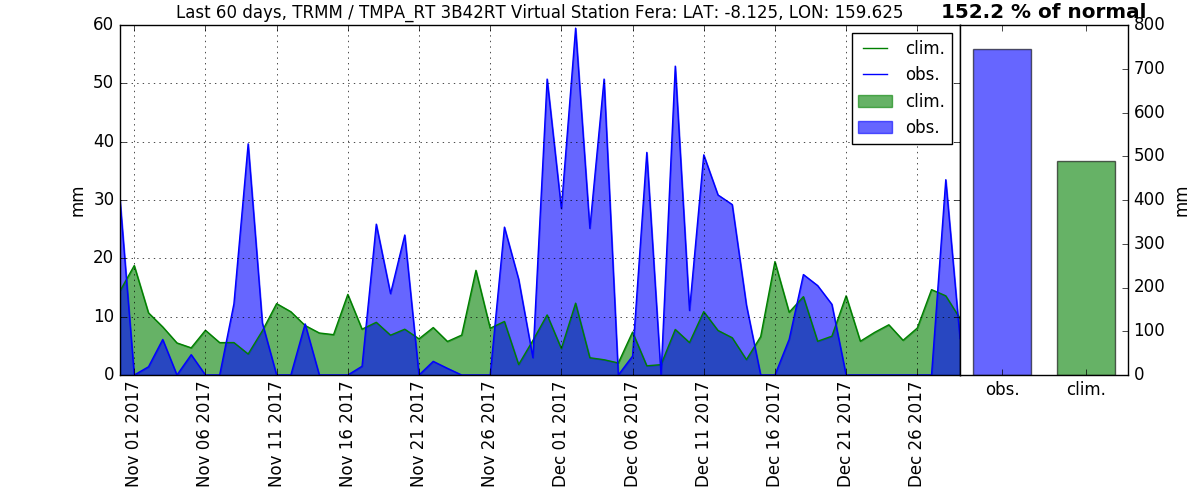 Last 60 days, TRMM / TMPA_RT 3B42RT Virtual Station Fera: LAT: -8.125, LON: 159.625
152.2 % of normal
60
50
40
30
20
10
0
mm
clim.
obs.
clim.
obs.
Nov 01 2017
Nov 06 2017
Nov 11 2017
Nov 16 2017
Nov 21 2017
Nov 26 2017
Dec 01 2017
Dec 06 2017
Dec 11 2017
Dec 16 2017
Dec 21 2017
Dec 26 2017
obs.
clim.
800
700
600
500
400
300
200
100
0
mm